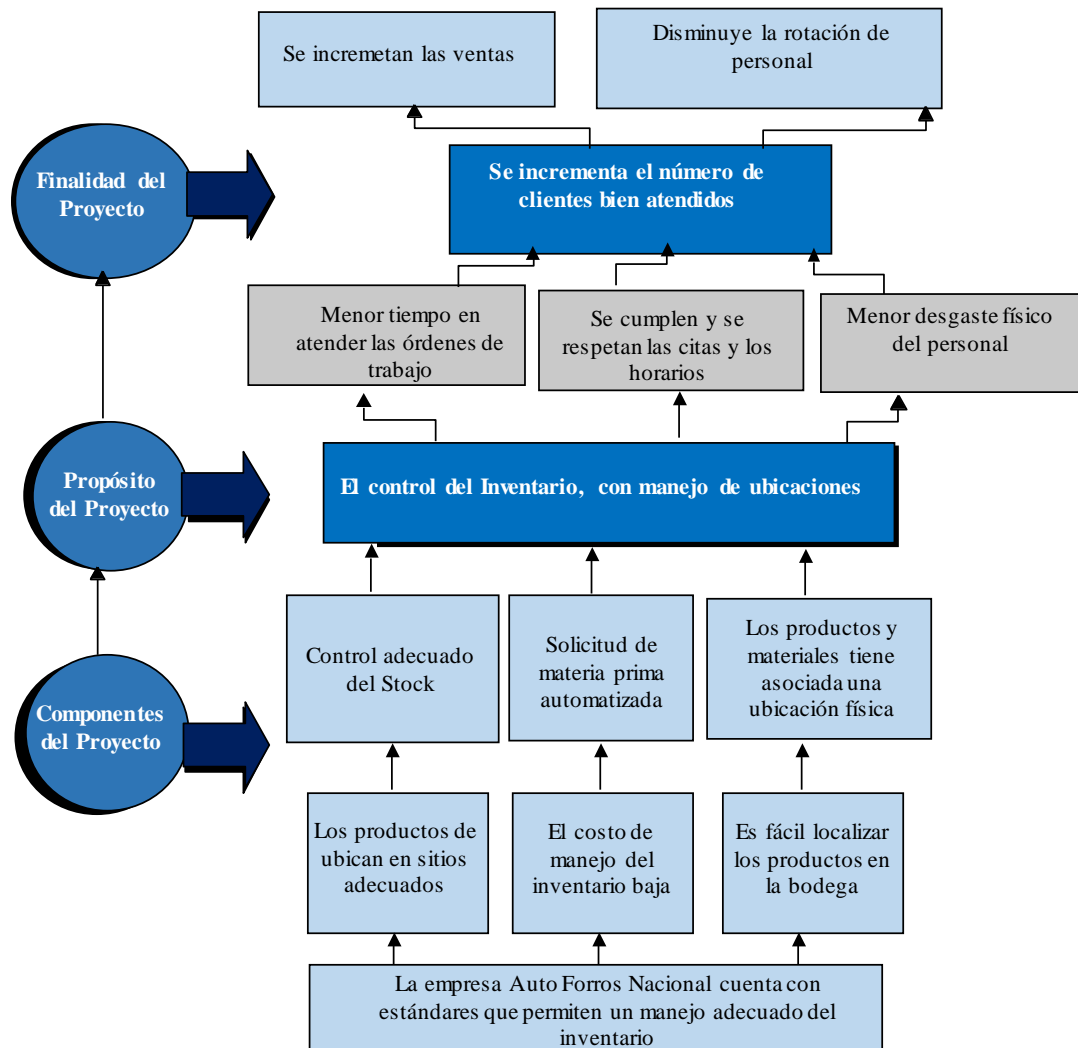 Se incremetan las ventas
Disminuye la rotación de
personal
Finalidad del
Proyecto
Se incrementa el número de
clientes bien atendidos
Menor tiempo en
atender las órdenes de
trabajo
Se cumplen y se
respetan las citas y los
horarios
Menor desgaste físico
del personal
Propósito
del Proyecto
El control del Inventario, con manejo de ubicaciones
Componentes
del Proyecto
Control adecuado
del Stock
Solicitud de
materia prima
automatizada
Los productos y
materiales tiene
asociada una
ubicación física
Los productos de
ubican en sitios
adecuados
El costo de
manejo del
inventario baja
Es fácil localizar
los productos en
la bodega
La empresa Auto Forros Nacional cuenta con
estándares que permiten un manejo adecuado del
inventario